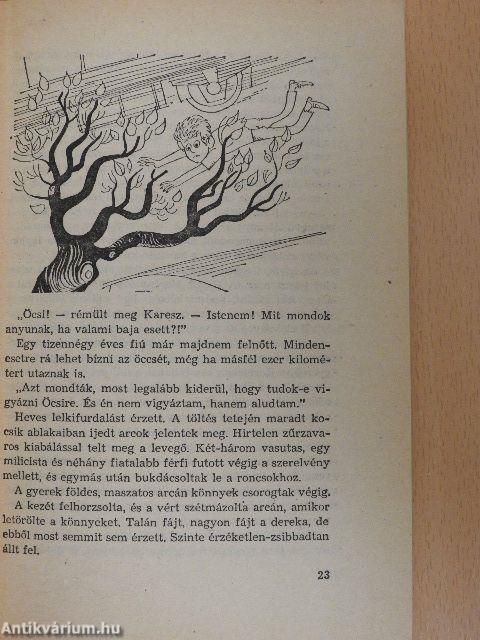 „Öcsi! — rémült meg Karesz. — Istenem! Mit mondok
anyunak, ha valami baja esett?!"
Egy tizennégy éves fiú már majdnem felnőtt. Minden-
esetre rá lehet bízni az öccsét, még ha másfél ezer kilomé-
tert utaznak is.
„Azt mondták, most legalább kiderül, hogy tudok-e vi-
gyázni Öcsire. És én nem vigyáztam, hanem aludtam."
Heves lelkifurdalást érzett. A töltés tetején maradt ko-
csik ablakaiban ijedt arcok jelentek meg. Hirtelen zűrzava-
ros kiabálással telt meg a levegő. Két-három vasutas, egy
milicista és néhány fiatalabb férfi futott végig a szerelvény
mellett, és egymás után bukdácsoltak le a roncsokhoz.
A gyerek földes, maszatos arcán könnyek csorogtak végig.
A kezét felhorzsolta, és a vért szétmázolta arcán, amikor
letörölte a könnyeket. Talán fájt, nagyon fájt a dereka, de
ebből most semmit sem érzett. Szinte érzéketlen-zsibbadtan
állt fel.
23
Antikvárium.hu